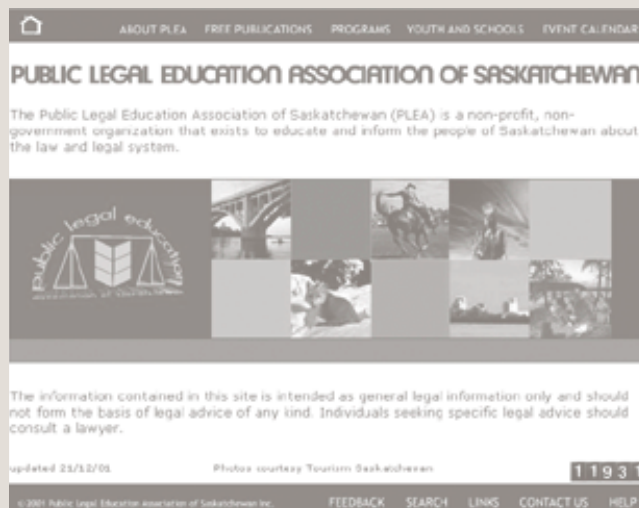 ABOUT PLEA FREE PUBLICATIONS PROGRAMS YOUTH AND SCHOOLS EVENT CALENDAR
PUBLIC LEGAL EDUCATION ASSOCIATION OF SASKATCHEWAN
The Public Legal Education Association of Saskatchewan (PLEA) is a non-profit, non-
government organization that exists to educate and inform the people of Saskatchewan about
the law and legal system.
public legal education
association of saskatchewan
The information contained in this site is intended as general legal information only and should
not form the basis of legal advice of any kind. Individuals seeking specific legal advice should
consult a lawyer.
updated 21/12/01 Photos courtesy Tourism Saskatchewan 11931
©2001 Public Legal Education Association of Saskatchewan Inc. FEEDBACK SEARCH LINKS CONTACT US HELP